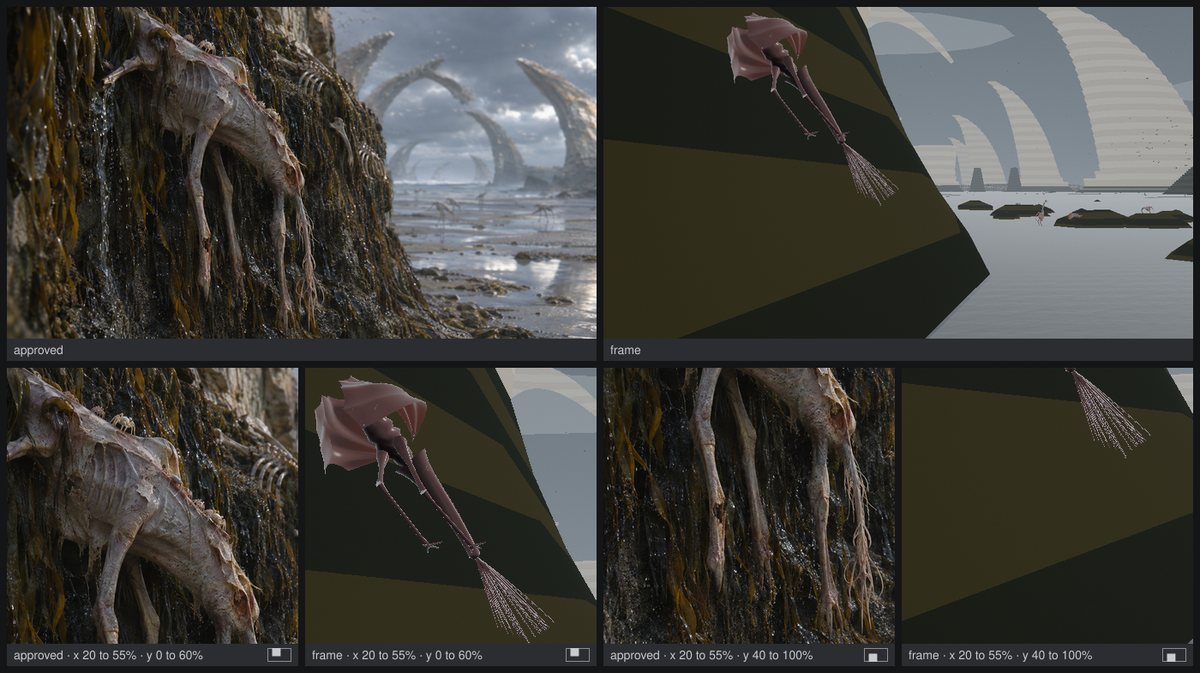 approved
frame
approved · x 20 to 55% · y 0 to 60%
frame · x 20 to 55% · y 0 to 60%
approved · x 20 to 55% · y 40 to 100%
frame · x 20 to 55% · y 40 to 100%